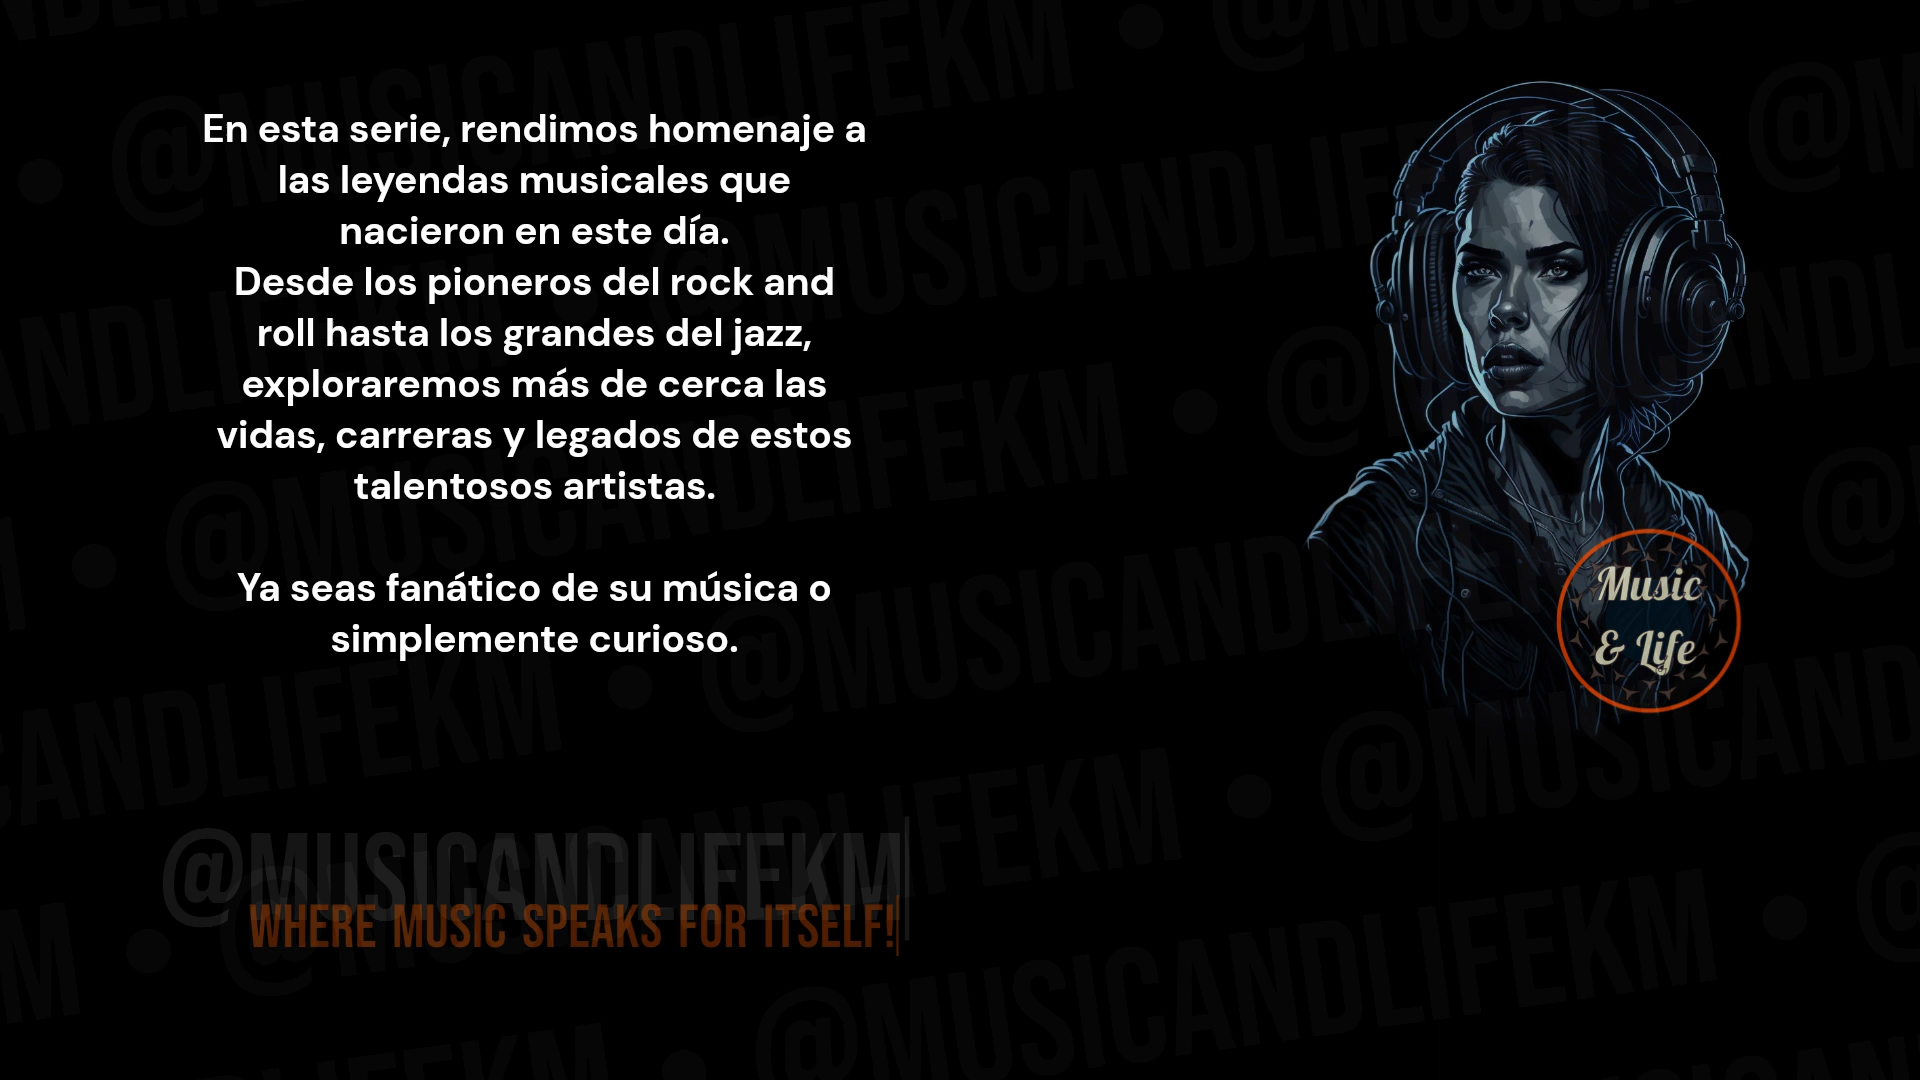 En esta serie, rendimos homenaje a
las leyendas musicales que
nacieron en este día.
Desde los pioneros del rock and
roll hasta los grandes del jazz,
exploraremos más de cerca las
vidas, carreras y legados de estos
talentosos artistas.
Ya seas fanático de su música o
simplemente curioso.
Music
& Life
@MUSICANDLIFEKM
WHERE MUSIC SPEAKS FOR ITSELF!